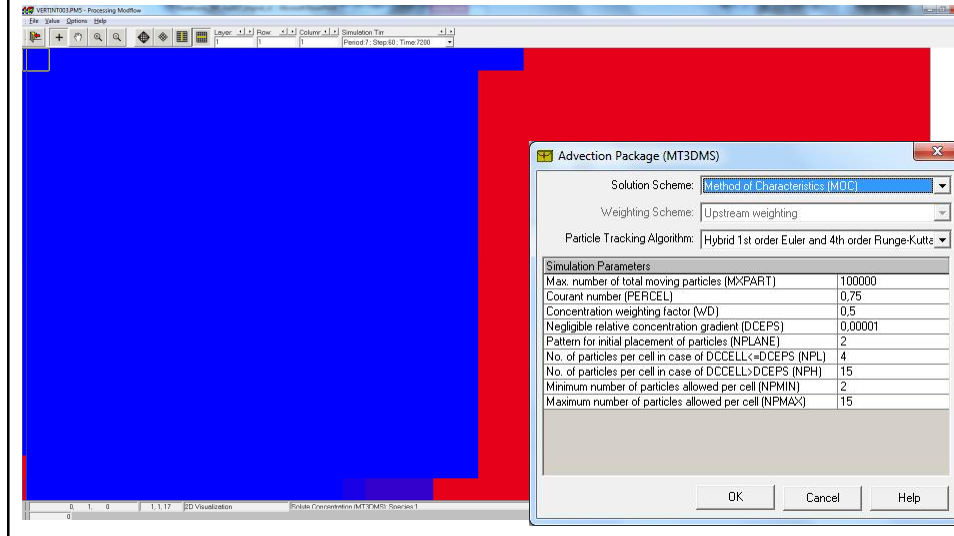 VERTINT003.PM5 - Processing Modflow
File Value Options Help
Layer: Row: Column: Simulation Tim
1 1 1 Period:7 ; Step:60 ; Time:7200
Advection Package (MT3DMS)
Solution Scheme: Method of Characteristics (MOC)
Weighting Scheme: Upstream weighting
Particle Tracking Algorithm: Hybrid 1st order Euler and 4th order Runge-Kutta
Simulation Parameters
Max. number of total moving particles (MXPART) 100000
Courant number (PERCEL) 0,75
Concentration weighting factor (WD) 0,5
Negligible relative concentration gradient (DCEPS) 0,00001
Pattern for initial placement of particles (NPLANE) 2
No. of particles per cell in case of DCCELL<=DCEPS (NPL) 4
No. of particles per cell in case of DCCELL>DCEPS (NPH) 15
Minimum number of particles allowed per cell (NPMIN) 2
Maximum number of particles allowed per cell (NPMAX) 15
OK Cancel Help
0, 1, 0 1, 1, 17 2D Visualization Solute Concentration (MT3DMS): Species 1
0